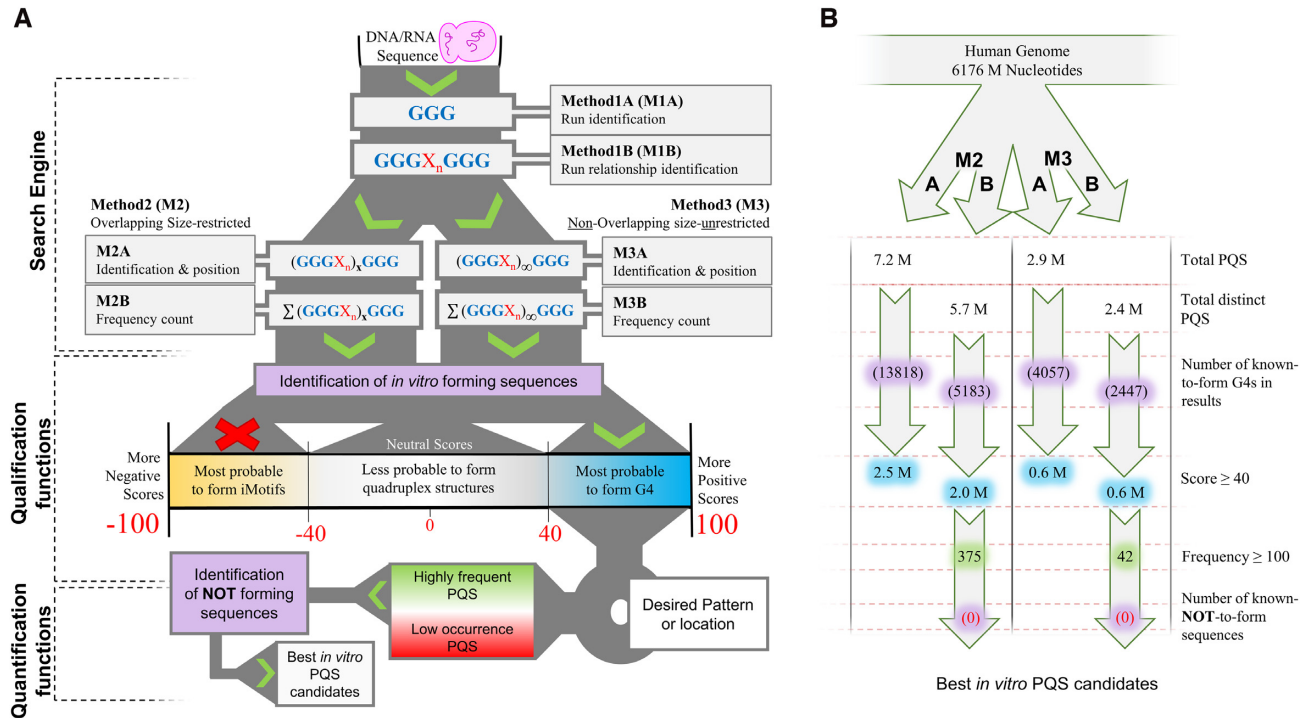 A
DNA/RNA
Sequence
Search Engine
GGG
Method1A (M1A)
Run identification
GGGXnGGG
Method1B (M1B)
Run relationship identification
Method2 (M2)
Overlapping Size-restricted
Method3 (M3)
Non-Overlapping size-unrestricted
M2A
Identification & position
(GGGXn)xGGG
(GGGXn)∞GGG
M3A
Identification & position
M2B
Frequency count
∑(GGGXn)xGGG
∑(GGGXn)∞GGG
M3B
Frequency count
Qualification
functions
Identification of in vitro forming sequences
Neutral Scores
More
Negative
Scores
-100
Most probable
to form iMotifs
Less probable to form
quadruplex structures
Most probable
to form G4
More
Positive
Scores
100
-40
0
40
Quantification
functions
Identification
of NOT forming
sequences
Highly frequent
PQS
Low occurrence
PQS
Desired Pattern
or location
Best in vitro
PQS
candidates
B
Human Genome
6176 M Nucleotides
M2
M3
A
B
A
B
7.2 M
2.9 M
Total PQS
5.7 M
2.4 M
Total distinct
PQS
(13818)
(5183)
(4057)
(2447)
Number of known-
to-form G4s in
results
2.5 M
2.0 M
0.6 M
0.6 M
Score ≥ 40
375
42
Frequency ≥ 100
(0)
(0)
Number of known-
NOT-to-form
sequences
Best in vitro PQS candidates